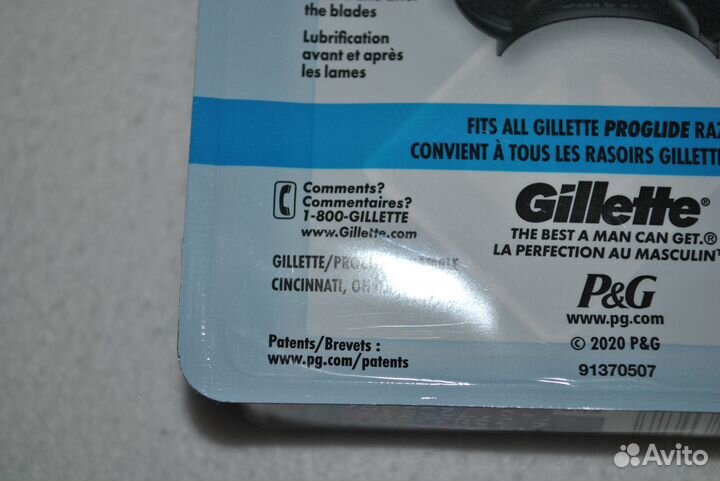 the blades
Lubrification
avant et après
les lames
FITS ALL GILLETTE PROGLIDE
CONVIENT À TOUS LES RASOIRS GILLETTE
Comments?
Commentaires?
1-800-GILLETTE
www.Gillette.com
Gillette®
THE BEST A MAN CAN GET.®
LA PERFECTION AU MASCULIN
GILLETTE/
CINCINNATI,
P&G
www.pg.com
© 2020 P&G
91370507
Patents/Brevets :
www.pg.com/patents
Avito